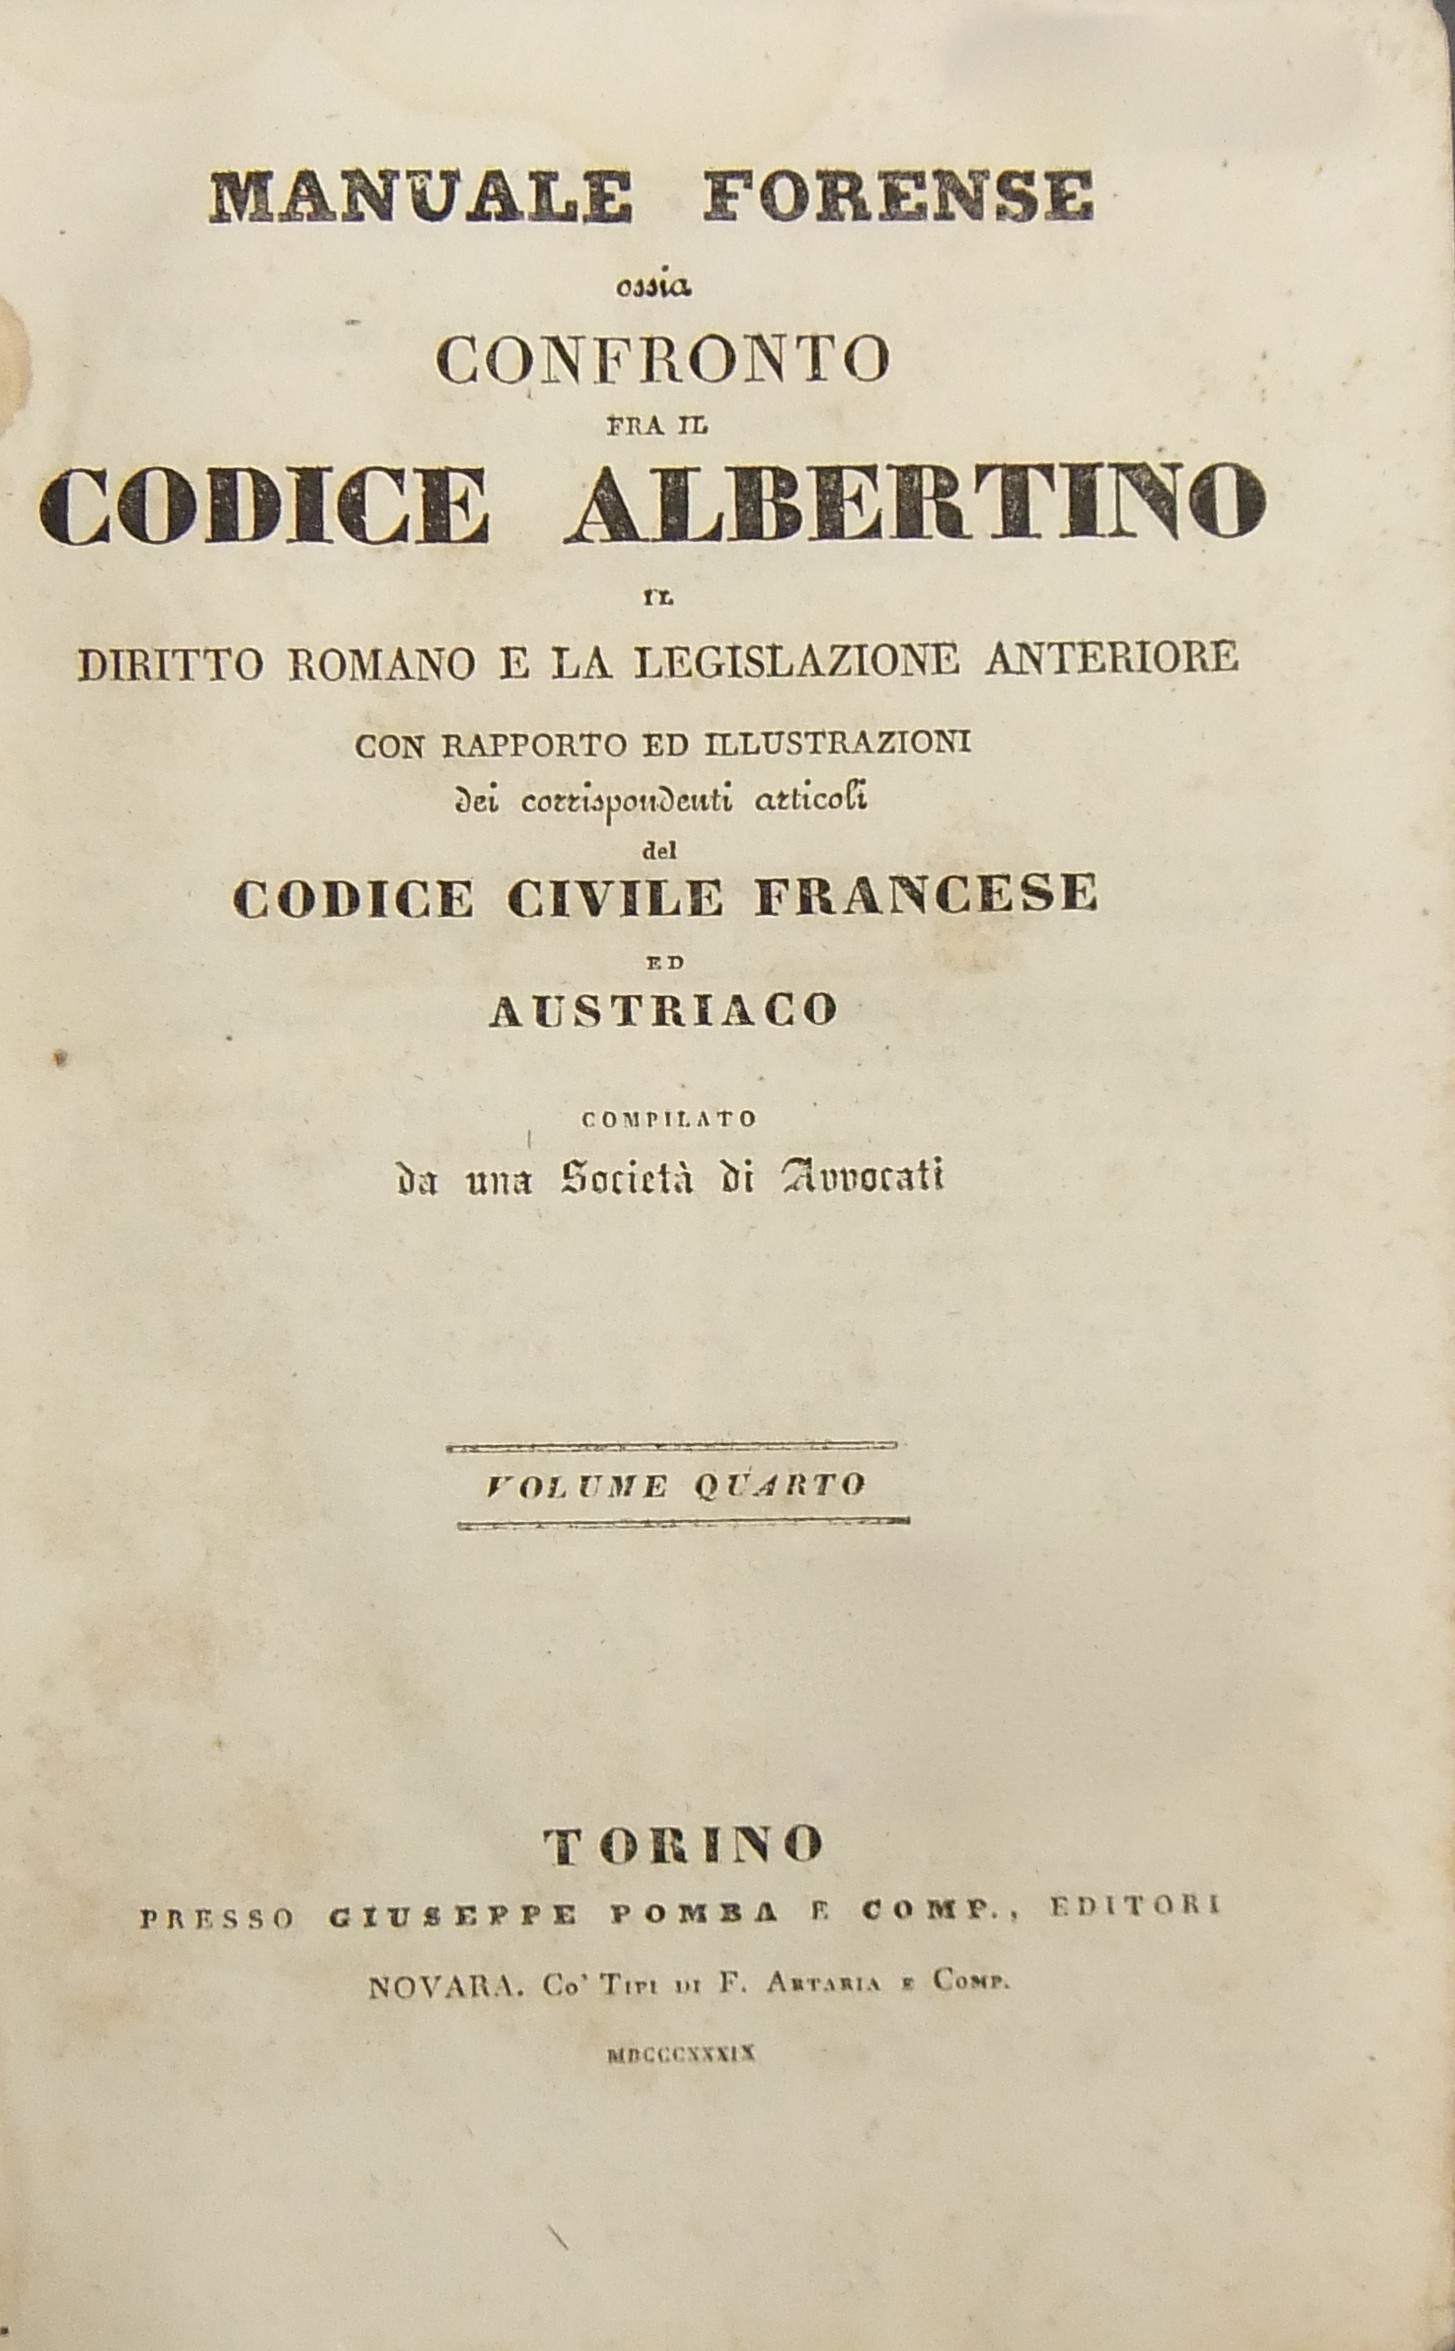 MANUALE FORENSE
ossia
CONFRONTO
FRA IL
CODICE ALBERTINO
IL
DIRITTO ROMANO E LA LEGISLAZIONE ANTERIORE
CON RAPPORTO ED ILLUSTRAZIONI
dei corrispondenti articoli
del
CODICE CIVILE FRANCESE
ED
AUSTRIACO
COMPILATO
da una Società di Avvocati
VOLUME QUARTO
TORINO
PRESSO GIUSEPPE POMBA E COMP., EDITORI
NOVARA. Co' Tipi di F. Artaria e Comp.
MDCCCXXXIX